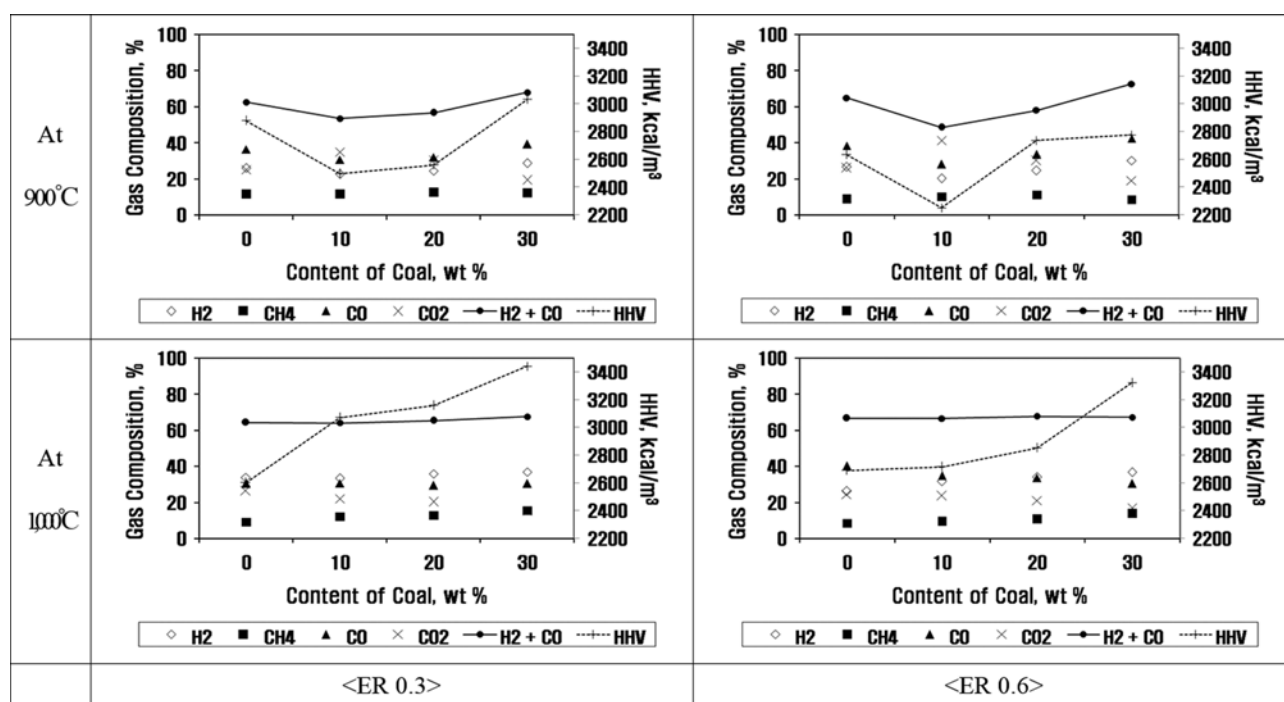 At
900℃
Gas Composition, %
100
80
60
40
20
0
0 10 20 30
Content of Coal, wt %
3400
3200
3000
2800
2600
2400
2200
HHV, kcal/m³
H2 CH4 CO CO2 H2 + CO HHV
Gas Composition, %
100
80
60
40
20
0
0 10 20 30
Content of Coal, wt %
3400
3200
3000
2800
2600
2400
2200
HHV, kcal/m³
H2 CH4 CO CO2 H2 + CO HHV
At
1,000℃
Gas Composition, %
100
80
60
40
20
0
0 10 20 30
Content of Coal, wt %
3400
3200
3000
2800
2600
2400
2200
HHV, kcal/m³
H2 CH4 CO CO2 H2 + CO HHV
Gas Composition, %
100
80
60
40
20
0
0 10 20 30
Content of Coal, wt %
3400
3200
3000
2800
2600
2400
2200
HHV, kcal/m³
H2 CH4 CO CO2 H2 + CO HHV
<ER 0.3> <ER 0.6>